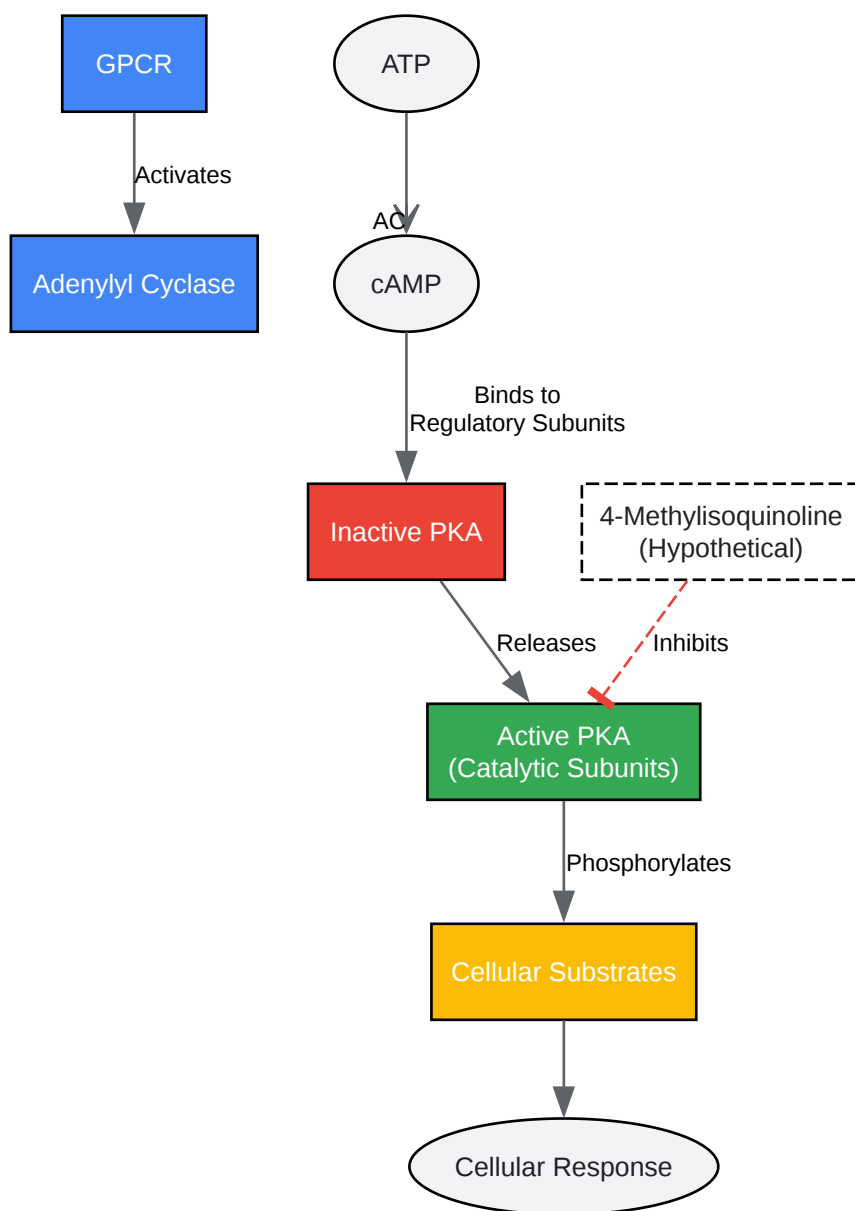 GPCR
ATP
Activates
AC
Adenylyl Cyclase
cAMP
Binds to
Regulatory Subunits
Inactive PKA
4-Methylisoquinoline
(Hypothetical)
Releases
Inhibits
Active PKA
(Catalytic Subunits)
Phosphorylates
Cellular Substrates
Cellular Response